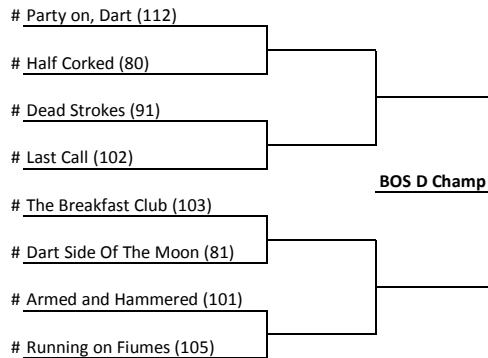 # Party on, Dart (112)
# Half Corked (80)
# Dead Strokes (91)
# Last Call (102)
BOS D Champ
# The Breakfast Club (103)
# Dart Side Of The Moon (81)
# Armed and Hammered (101)
# Running on Fiumes (105)